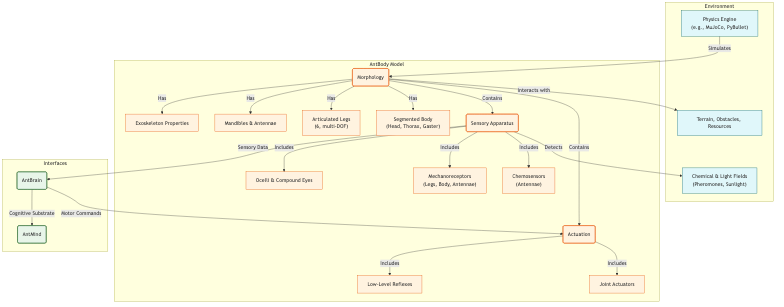 Environment
Physics Engine
(e.g., MuJoCo, PyBullet)
Simulates
AntBody Model
Morphology
Has
Has
Has
Has
Contains
Interacts with
Exoskeleton Properties
Mandibles & Antennae
Articulated Legs
(6, multi-DOF)
Segmented Body
(Head, Thorax, Gaster)
Sensory Apparatus
Terrain, Obstacles,
Resources
Interfaces
Sensory Data
Includes
Includes
Includes
Detects
Contains
AntBrain
Ocelli & Compound Eyes
Mechanoreceptors
(Legs, Body, Antennae)
Chemosensors
(Antennae)
Chemical & Light Fields
(Pheromones, Sunlight)
Cognitive Substrate
Motor Commands
AntMind
Actuation
Includes
Includes
Low-Level Reflexes
Joint Actuators